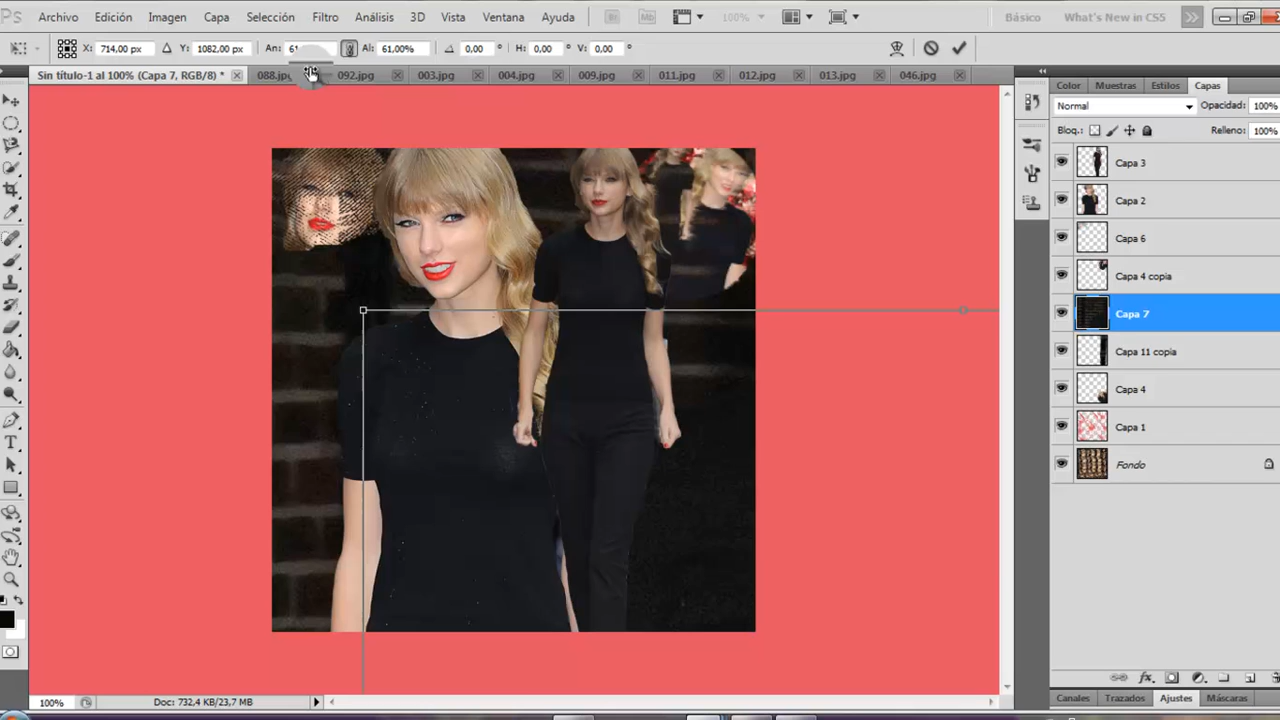 Ps Archivo Edición Imagen Capa Selección Filtro Análisis 3D Vista Ventana Ayuda Br Mb 100% Básico What's New in CS5
X: 714,00 px Y: 1082,00 px An: 61 Al: 61,00% 0,00 ° H: 0,00 ° V: 0,00 °
Sin título-1 al 100% (Capa 7, RGB/8) * 088.jpg 092.jpg 003.jpg 004.jpg 009.jpg 011.jpg 012.jpg 013.jpg 046.jpg
Color Muestras Estilos Capas
Normal Opacidad: 100%
Bloq.: Relleno: 100%
Capa 3
Capa 2
Capa 6
Capa 4 copia
Capa 7
Capa 11 copia
Capa 4
Capa 1
Fondo
100% Doc: 732,4 KB/23,7 MB
Canales Trazados Ajustes Máscaras